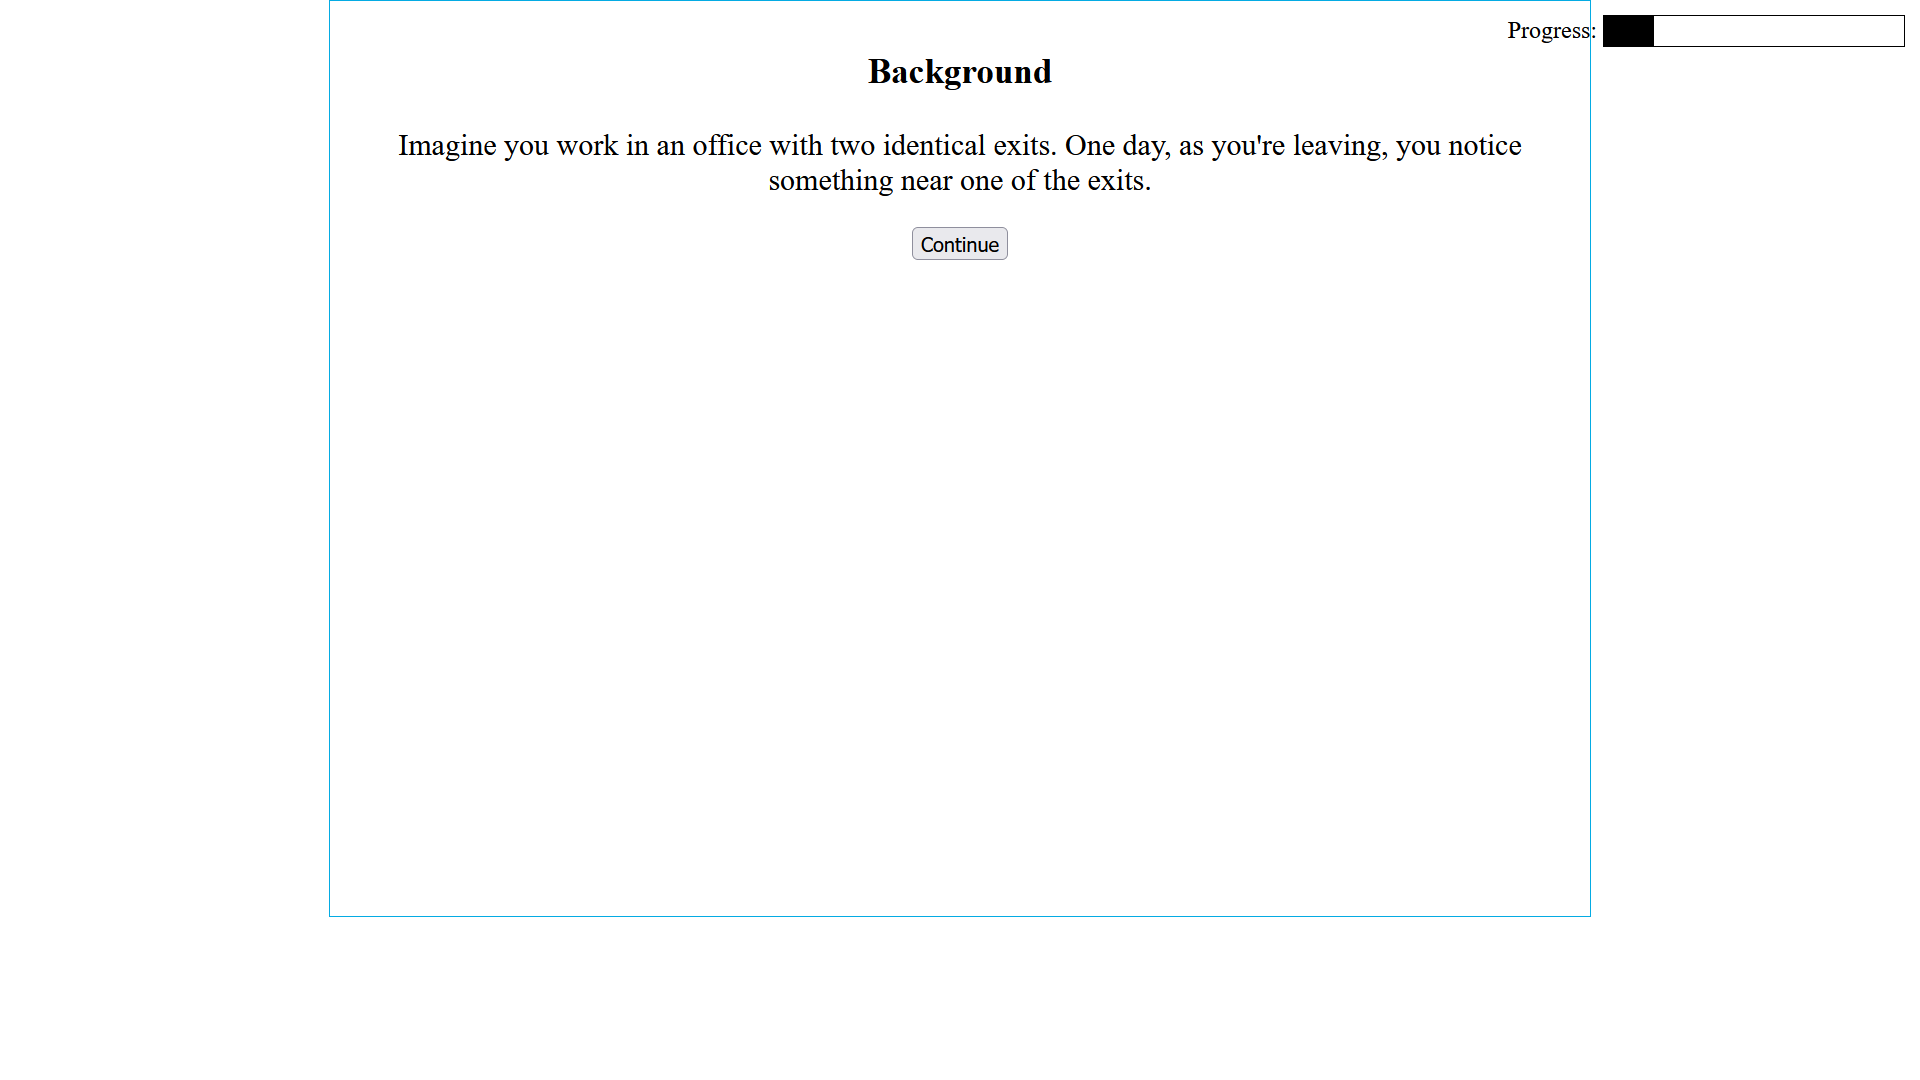 Progress:
Background
Imagine you work in an office with two identical exits. One day, as you're leaving, you notice
something near one of the exits.
Continue